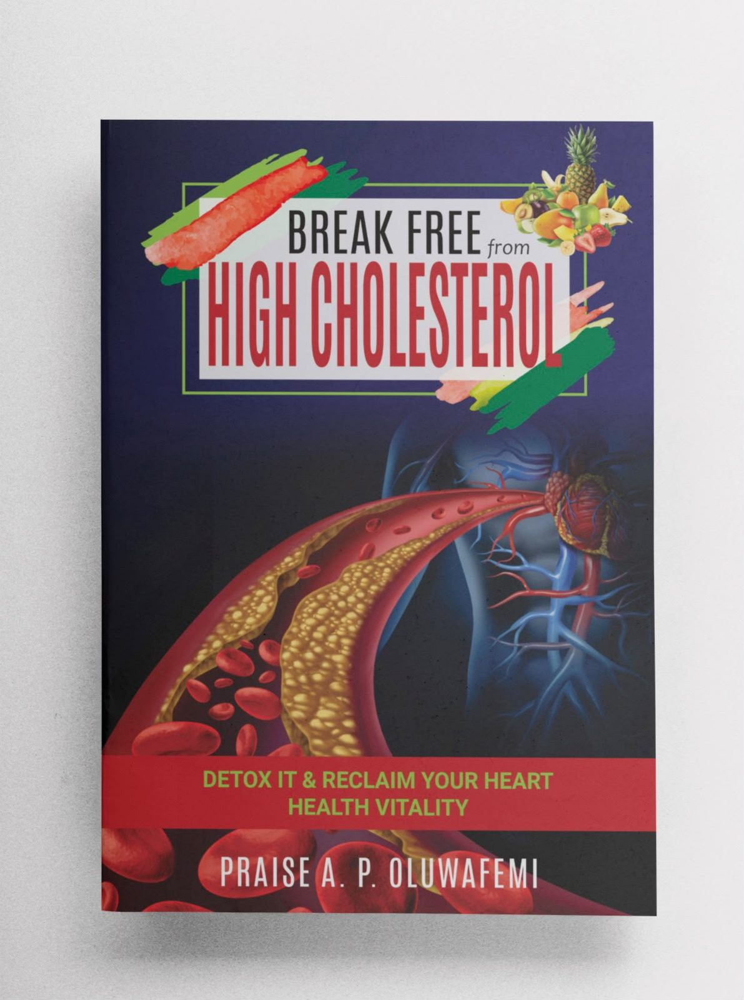 BREAK FREE from
HIGH CHOLESTEROL
DETOX IT & RECLAIM YOUR HEART
HEALTH VITALITY
PRAISE A. P. OLUWAFEMI